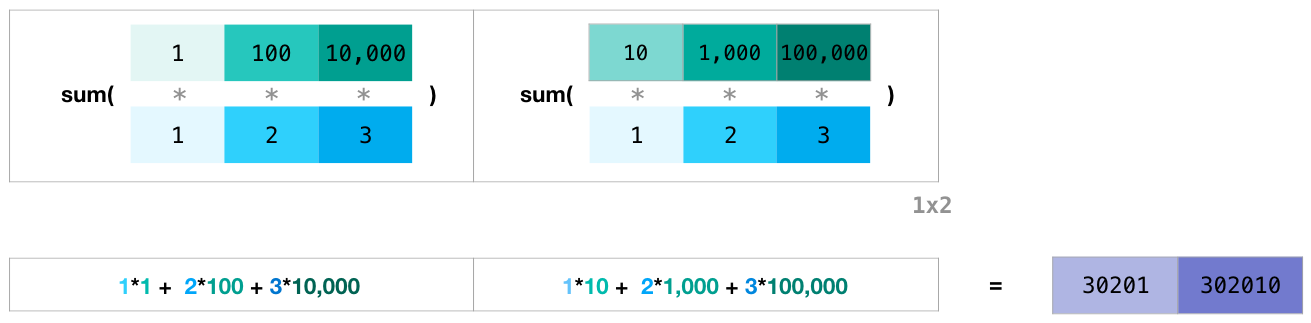 1 100 10,000 10 1,000 100,000
sum( * * * ) sum( * * * )
1 2 3 1 2 3
1x2
1*1 + 2*100 + 3*10,000 1*10 + 2*1,000 + 3*100,000 = 30201 302010